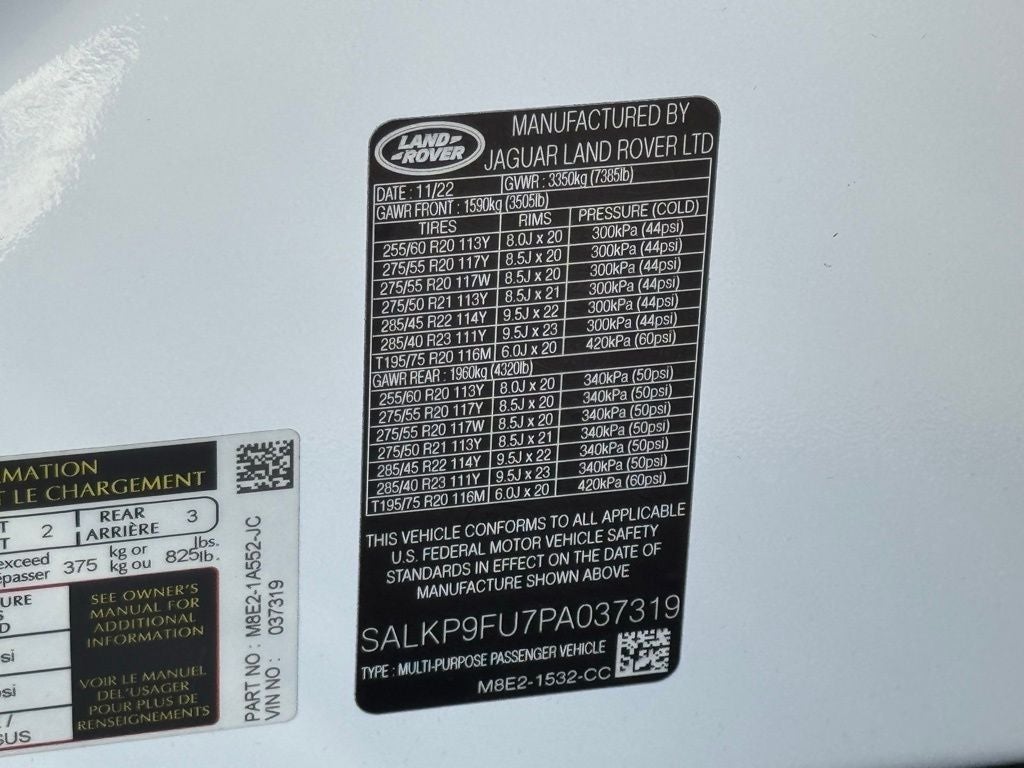 LAND-
-ROVER
MANUFACTURED BY
JAGUAR LAND ROVER LTD
DATE : 11/22 GVWR : 3350kg (7385lb)
GAWR FRONT : 1590kg (3505lb)
TIRES RIMS PRESSURE (COLD)
255/60 R20 113Y 8.0J x 20 300kPa (44psi)
275/55 R20 117Y 8.5J x 20 300kPa (44psi)
275/55 R20 117W 8.5J x 20 300kPa (44psi)
275/50 R21 113Y 8.5J x 21 300kPa (44psi)
285/45 R22 114Y 9.5J x 22 300kPa (44psi)
285/40 R23 111Y 9.5J x 23 300kPa (44psi)
T195/75 R20 116M 6.0J x 20 420kPa (60psi)
GAWR REAR : 1960kg (4320lb)
255/60 R20 113Y 8.0J x 20 340kPa (50psi)
275/55 R20 117Y 8.5J x 20 340kPa (50psi)
275/55 R20 117W 8.5J x 20 340kPa (50psi)
275/50 R21 113Y 8.5J x 21 340kPa (50psi)
285/45 R22 114Y 9.5J x 22 340kPa (50psi)
285/40 R23 111Y 9.5J x 23 340kPa (50psi)
T195/75 R20 116M 6.0J x 20 420kPa (60psi)
THIS VEHICLE CONFORMS TO ALL APPLICABLE
U.S. FEDERAL MOTOR VEHICLE SAFETY
STANDARDS IN EFFECT ON THE DATE OF
MANUFACTURE SHOWN ABOVE
SALKP9FU7PA037319
TYPE : MULTI-PURPOSE PASSENGER VEHICLE
M8E2-1532-CC
RMATION
T LE CHARGEMENT
T 2 REAR 3
T ARRIÈRE
exceed 375 kg or 825 lbs.
épasser kg ou lb.
URE
S
D
si
psi
/
SUS
SEE OWNER'S
MANUAL FOR
ADDITIONAL
INFORMATION
VOIR LE MANUEL
DEL'USAGER
POUR PLUS DE
RENSEIGNEMENTS
PART NO : M8E2-1A552-JC
VIN NO : 037319